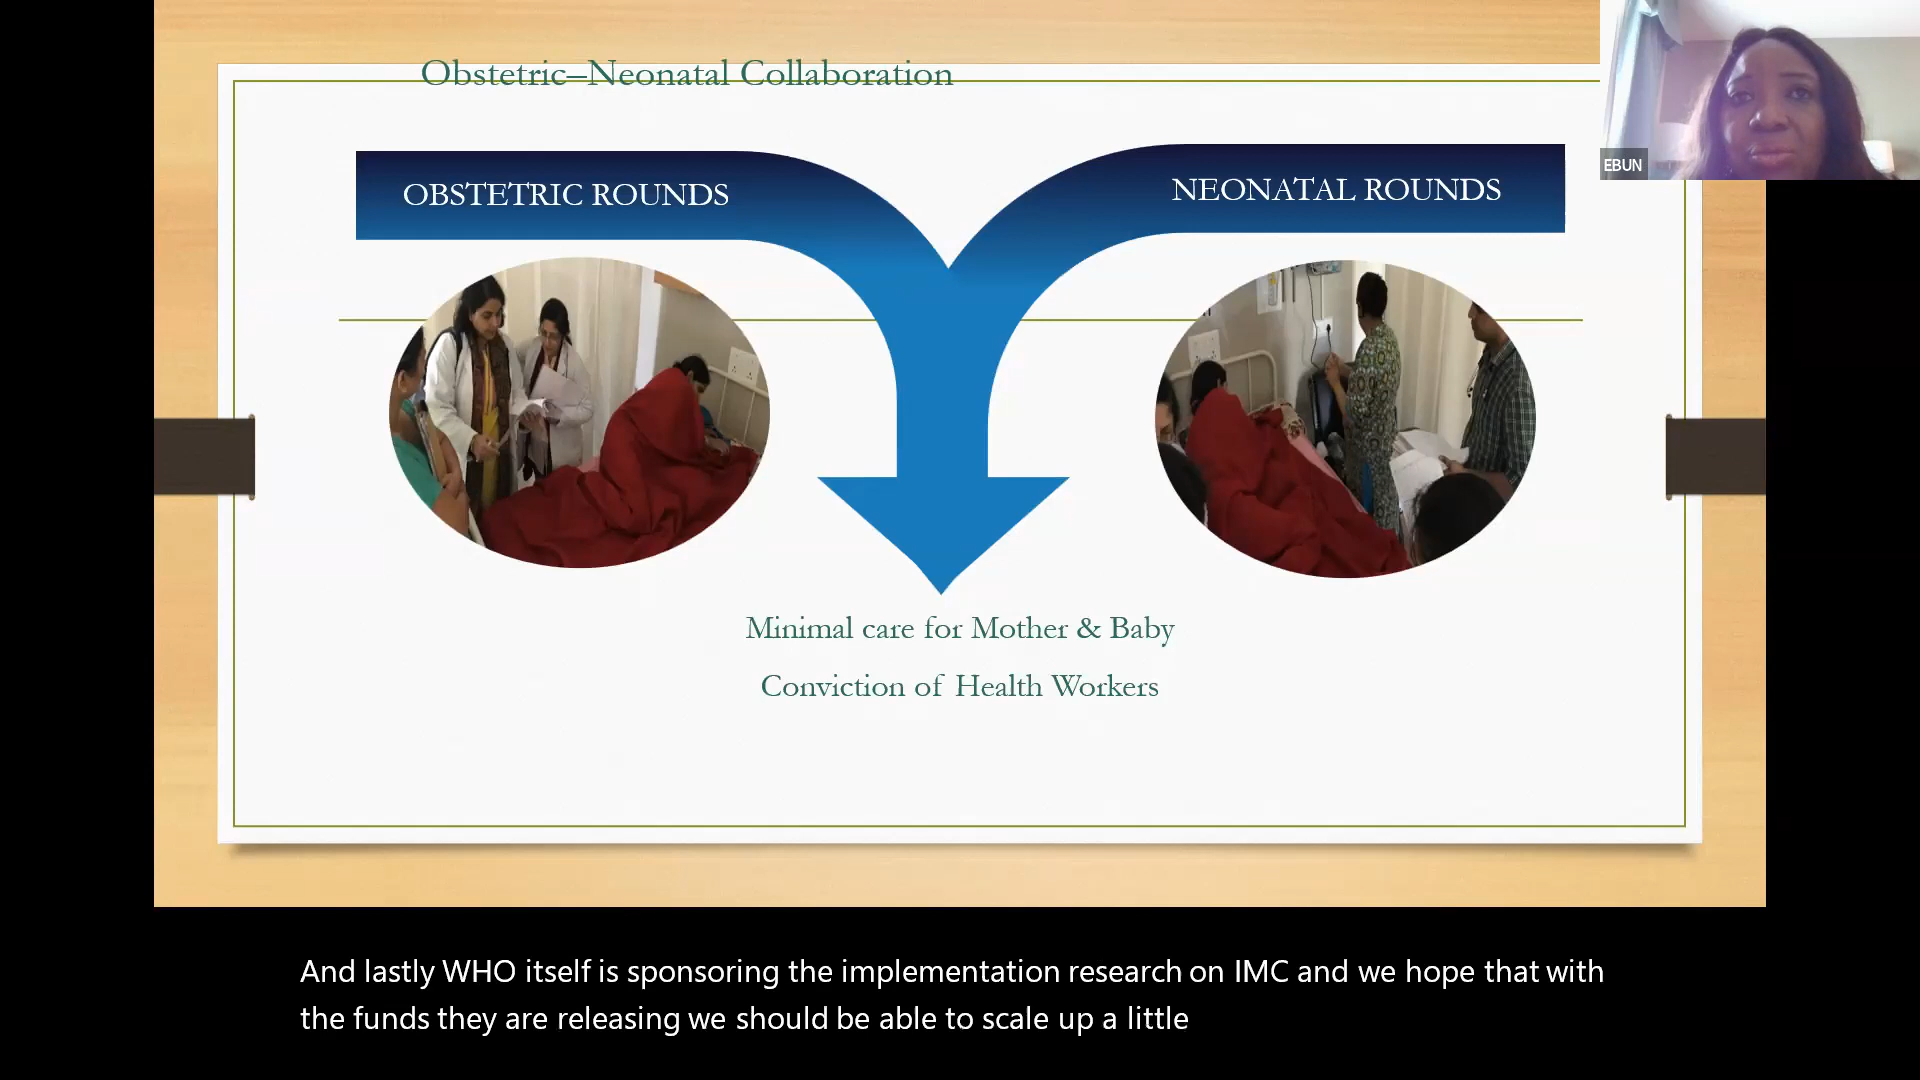 Obstetric–Neonatal Collaboration
OBSTETRIC ROUNDS
NEONATAL ROUNDS
EBUN
Minimal care for Mother & Baby
Conviction of Health Workers
And lastly WHO itself is sponsoring the implementation research on IMC and we hope that with
the funds they are releasing we should be able to scale up a little